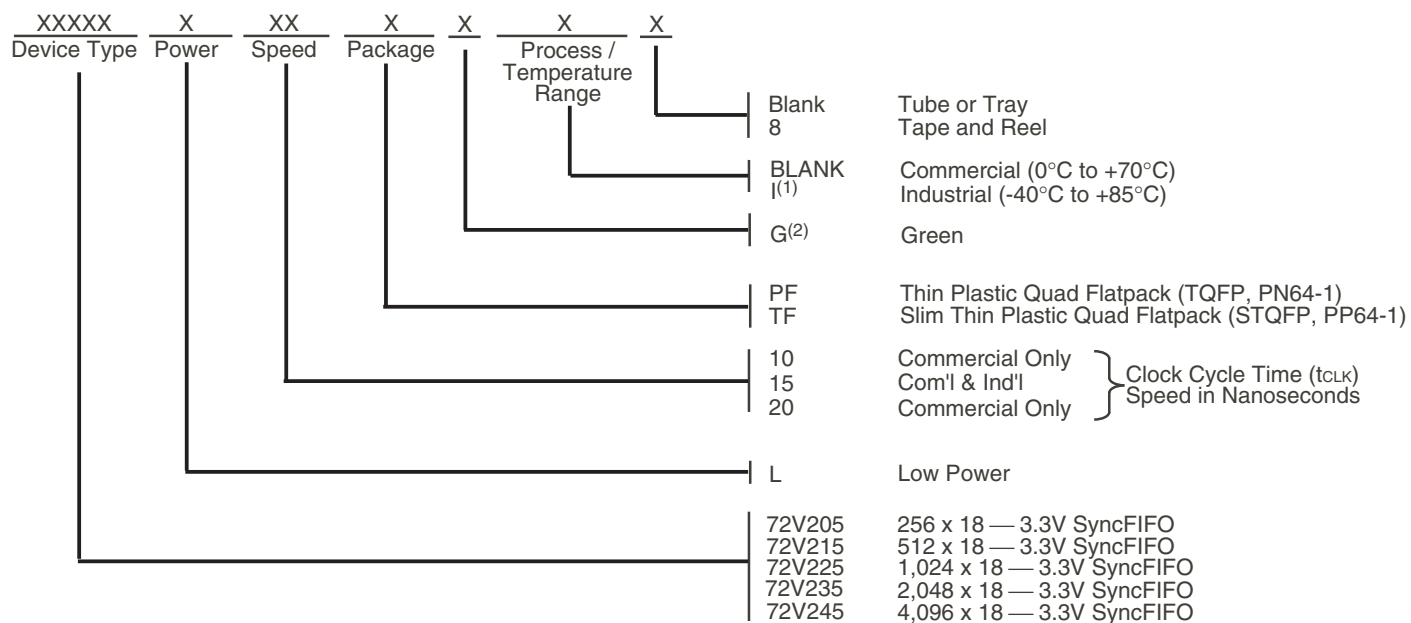 XXXXX X XX X X X X
Device Type Power Speed Package Process /
Temperature
Range
Blank Tube or Tray
8 Tape and Reel
BLANK Commercial (0°C to +70°C)
I(1) Industrial (-40°C to +85°C)
G(2) Green
PF Thin Plastic Quad Flatpack (TQFP, PN64-1)
TF Slim Thin Plastic Quad Flatpack (STQFP, PP64-1)
10 Commercial Only
15 Com'l & Ind'l
20 Commercial Only
Clock Cycle Time (tCLK)
Speed in Nanoseconds
L Low Power
72V205 256 x 18 — 3.3V SyncFIFO
72V215 512 x 18 — 3.3V SyncFIFO
72V225 1,024 x 18 — 3.3V SyncFIFO
72V235 2,048 x 18 — 3.3V SyncFIFO
72V245 4,096 x 18 — 3.3V SyncFIFO